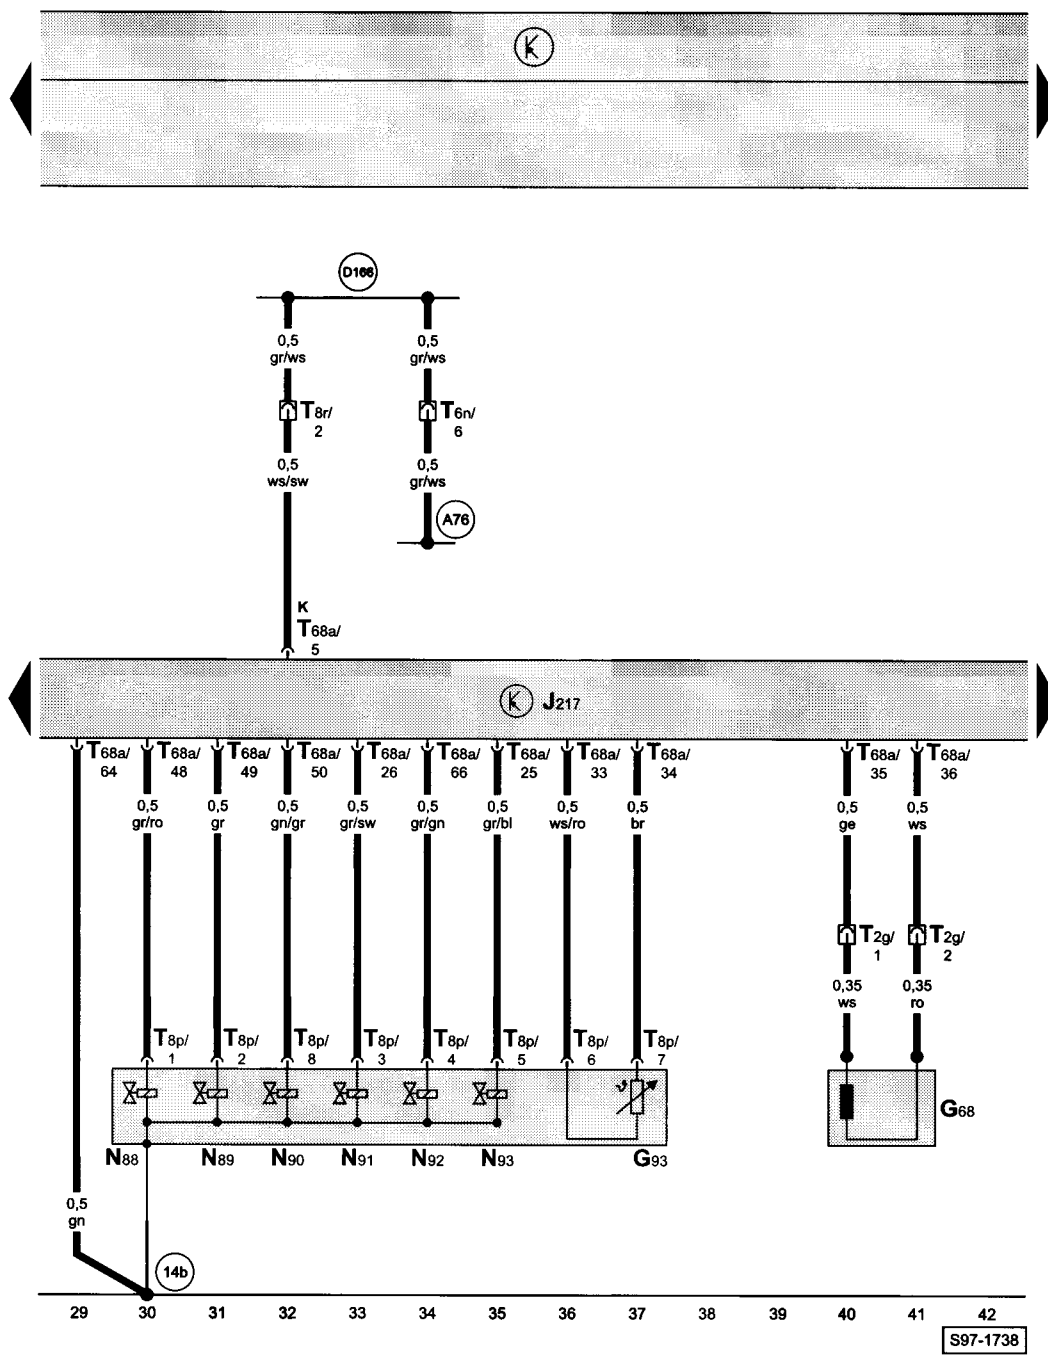 D166
0,5 0,5
gr/ws gr/ws
T8r/ T6n/
2 6
0,5 0,5
ws/sw gr/ws
A76
K
T68a/
5
J217
T68a/ T68a/ T68a/ T68a/ T68a/ T68a/ T68a/ T68a/ T68a/ T68a/ T68a/
64 48 49 50 26 66 25 33 34 35 36
0,5 0,5 0,5 0,5 0,5 0,5 0,5 0,5 0,5 0,5
gr/ro gr gn/gr gr/sw gr/gn gr/bl ws/ro br ge ws
T2g/ T2g/
1 2
0,35 0,35
ws ro
T8p/ T8p/ T8p/ T8p/ T8p/ T8p/ T8p/ T8p/
1 2 8 3 4 5 6 7
G68
N88 N89 N90 N91 N92 N93 G93
0,5
gn
14b
29 30 31 32 33 34 35 36 37 38 39 40 41 42
S97-1738